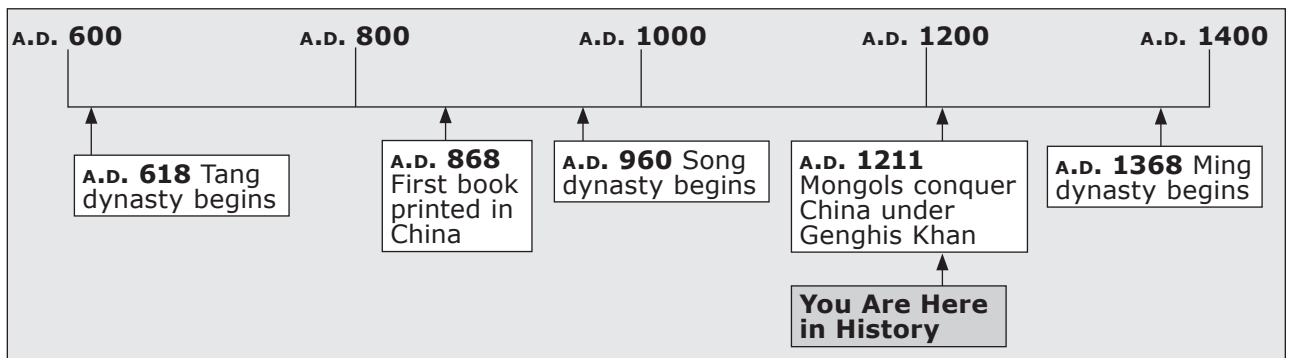 A.D. 600
A.D. 800
A.D. 1000
A.D. 1200
A.D. 1400
A.D. 618 Tang
dynasty begins
A.D. 868
First book
printed in
China
A.D. 960 Song
dynasty begins
A.D. 1211
Mongols conquer
China under
Genghis Khan
A.D. 1368 Ming
dynasty begins
You Are Here
in History